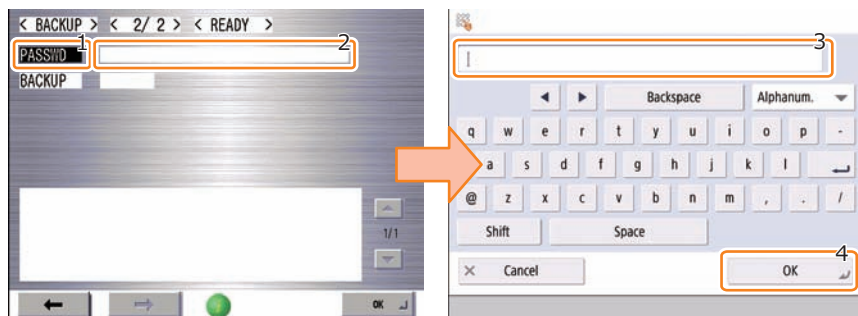 < BACKUP > < 2/ 2 > < READY >
1
PASSWD
2
BACKUP
1/1
OK
3
Backspace
Alphanum.
q w e r t y u i o p -
a s d f g h j k l
@ z x c v b n m , . /
Shift
Space
× Cancel
4
OK